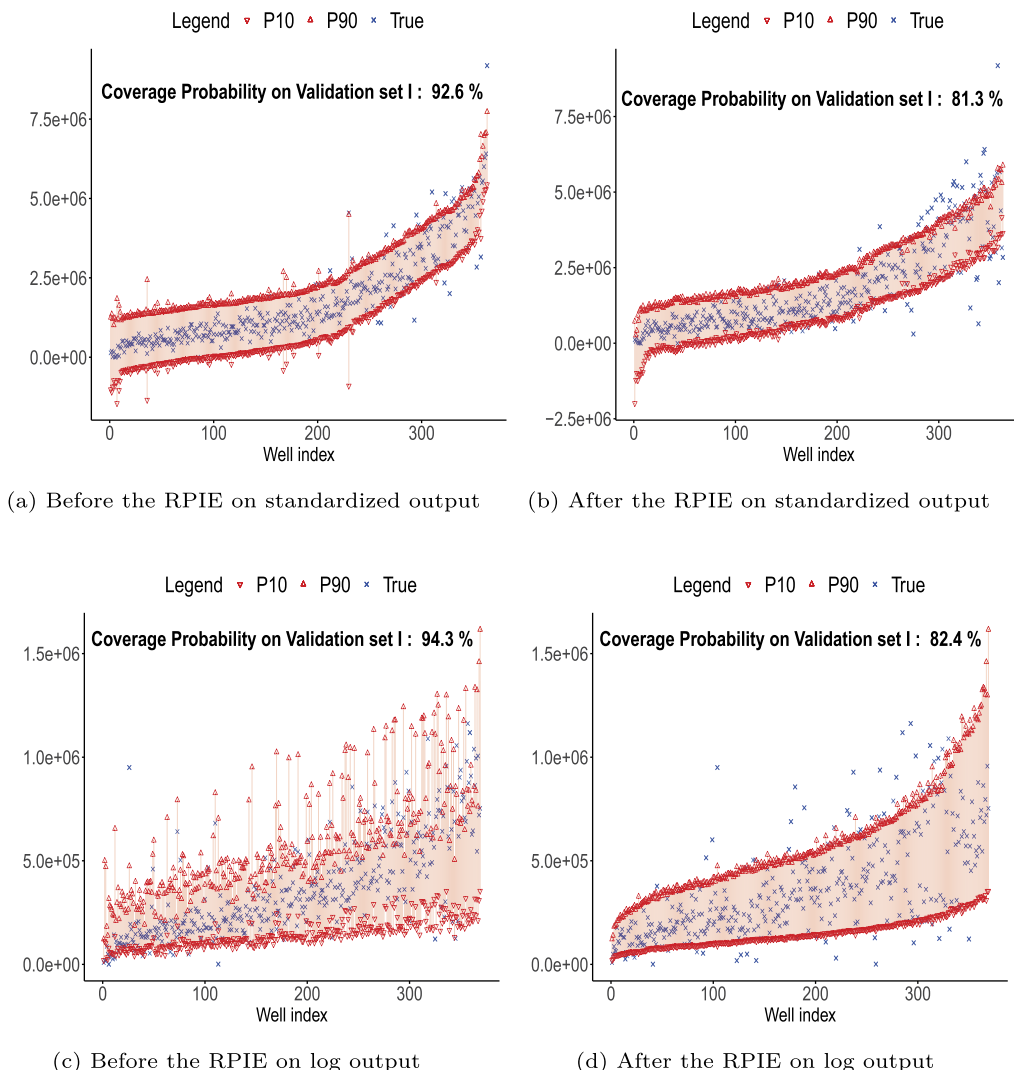 Legend P10 P90 True
Coverage Probability on Validation set I : 92.6 %
7.5e+06
5.0e+06
2.5e+06
0.0e+00
0 100 200 300
Well index
(a) Before the RPIE on standardized output
Legend P10 P90 True
Coverage Probability on Validation set I : 81.3 %
7.5e+06
5.0e+06
2.5e+06
0.0e+00
−2.5e+06
0 100 200 300
Well index
(b) After the RPIE on standardized output
Legend P10 P90 True
Coverage Probability on Validation set I : 94.3 %
1.5e+06
1.0e+06
5.0e+05
0.0e+00
0 100 200 300
Well index
(c) Before the RPIE on log output
Legend P10 P90 True
Coverage Probability on Validation set I : 82.4 %
1.5e+06
1.0e+06
5.0e+05
0.0e+00
0 100 200 300
Well index
(d) After the RPIE on log output